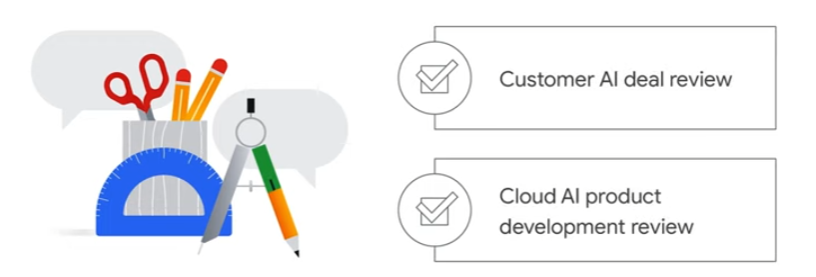 Customer AI deal review
Cloud AI product
development review